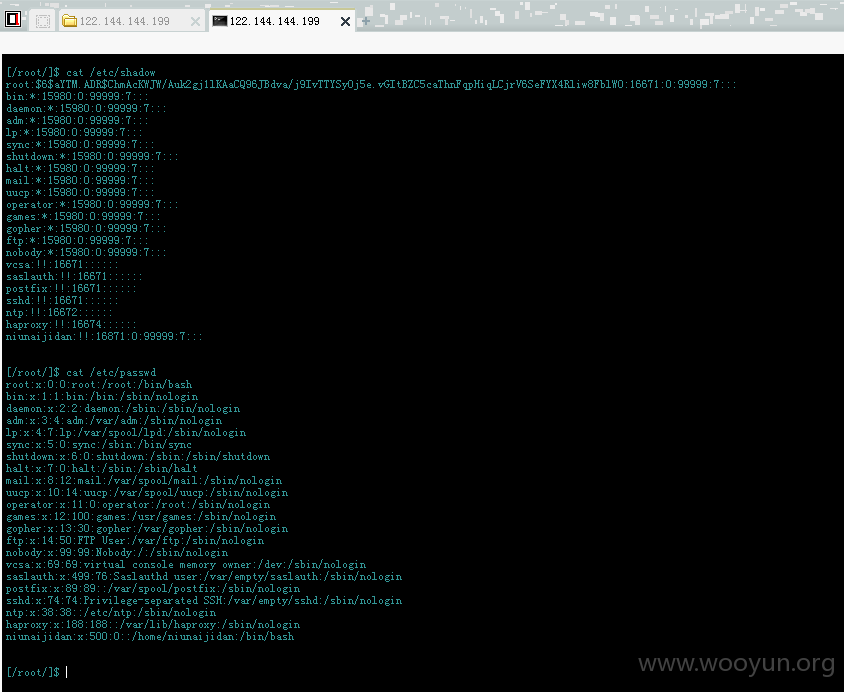 122.144.144.199
122.144.144.199
[/root/]$ cat /etc/shadow
bin:*:15980:0:99999:7:::
daemon:*:15980:0:99999:7:::
adm:*:15980:0:99999:7:::
lp:*:15980:0:99999:7:::
sync:*:15980:0:99999:7:::
shutdown:*:15980:0:99999:7:::
halt:*:15980:0:99999:7:::
mail:*:15980:0:99999:7:::
uucp:*:15980:0:99999:7:::
operator:*:15980:0:99999:7:::
games:*:15980:0:99999:7:::
gopher:*:15980:0:99999:7:::
ftp:*:15980:0:99999:7:::
nobody:*:15980:0:99999:7:::
vcsa:!!:16671::::::
saslauth:!!:16671::::::
postfix:!!:16671::::::
sshd:!!:16671::::::
ntp:!!:16672::::::
haproxy:!!:16674::::::
niunaijidan:!!:16871:0:99999:7:::
[/root/]$ cat /etc/passwd
root:x:0:0:root:/root:/bin/bash
bin:x:1:1:bin:/bin:/sbin/nologin
daemon:x:2:2:daemon:/sbin:/sbin/nologin
adm:x:3:4:adm:/var/adm:/sbin/nologin
lp:x:4:7:lp:/var/spool/lpd:/sbin/nologin
sync:x:5:0:sync:/sbin:/bin/sync
shutdown:x:6:0:shutdown:/sbin:/sbin/shutdown
halt:x:7:0:halt:/sbin:/sbin/halt
mail:x:8:12:mail:/var/spool/mail:/sbin/nologin
uucp:x:10:14:uucp:/var/spool/uucp:/sbin/nologin
operator:x:11:0:operator:/root:/sbin/nologin
games:x:12:100:games:/usr/games:/sbin/nologin
gopher:x:13:30:gopher:/var/gopher:/sbin/nologin
ftp:x:14:50:FTP User:/var/ftp:/sbin/nologin
nobody:x:99:99:Nobody:/:/sbin/nologin
vcsa:x:69:69:virtual console memory owner:/dev:/sbin/nologin
saslauth:x:499:76:Saslauthd user:/var/empty/saslauth:/sbin/nologin
postfix:x:89:89::/var/spool/postfix:/sbin/nologin
sshd:x:74:74:Privilege-separated SSH:/var/empty/sshd:/sbin/nologin
ntp:x:38:38::/etc/ntp:/sbin/nologin
haproxy:x:188:188::/var/lib/haproxy:/sbin/nologin
niunaijidan:x:500:0::/home/niunaijidan:/bin/bash
[/root/]$
www.wooyun.org